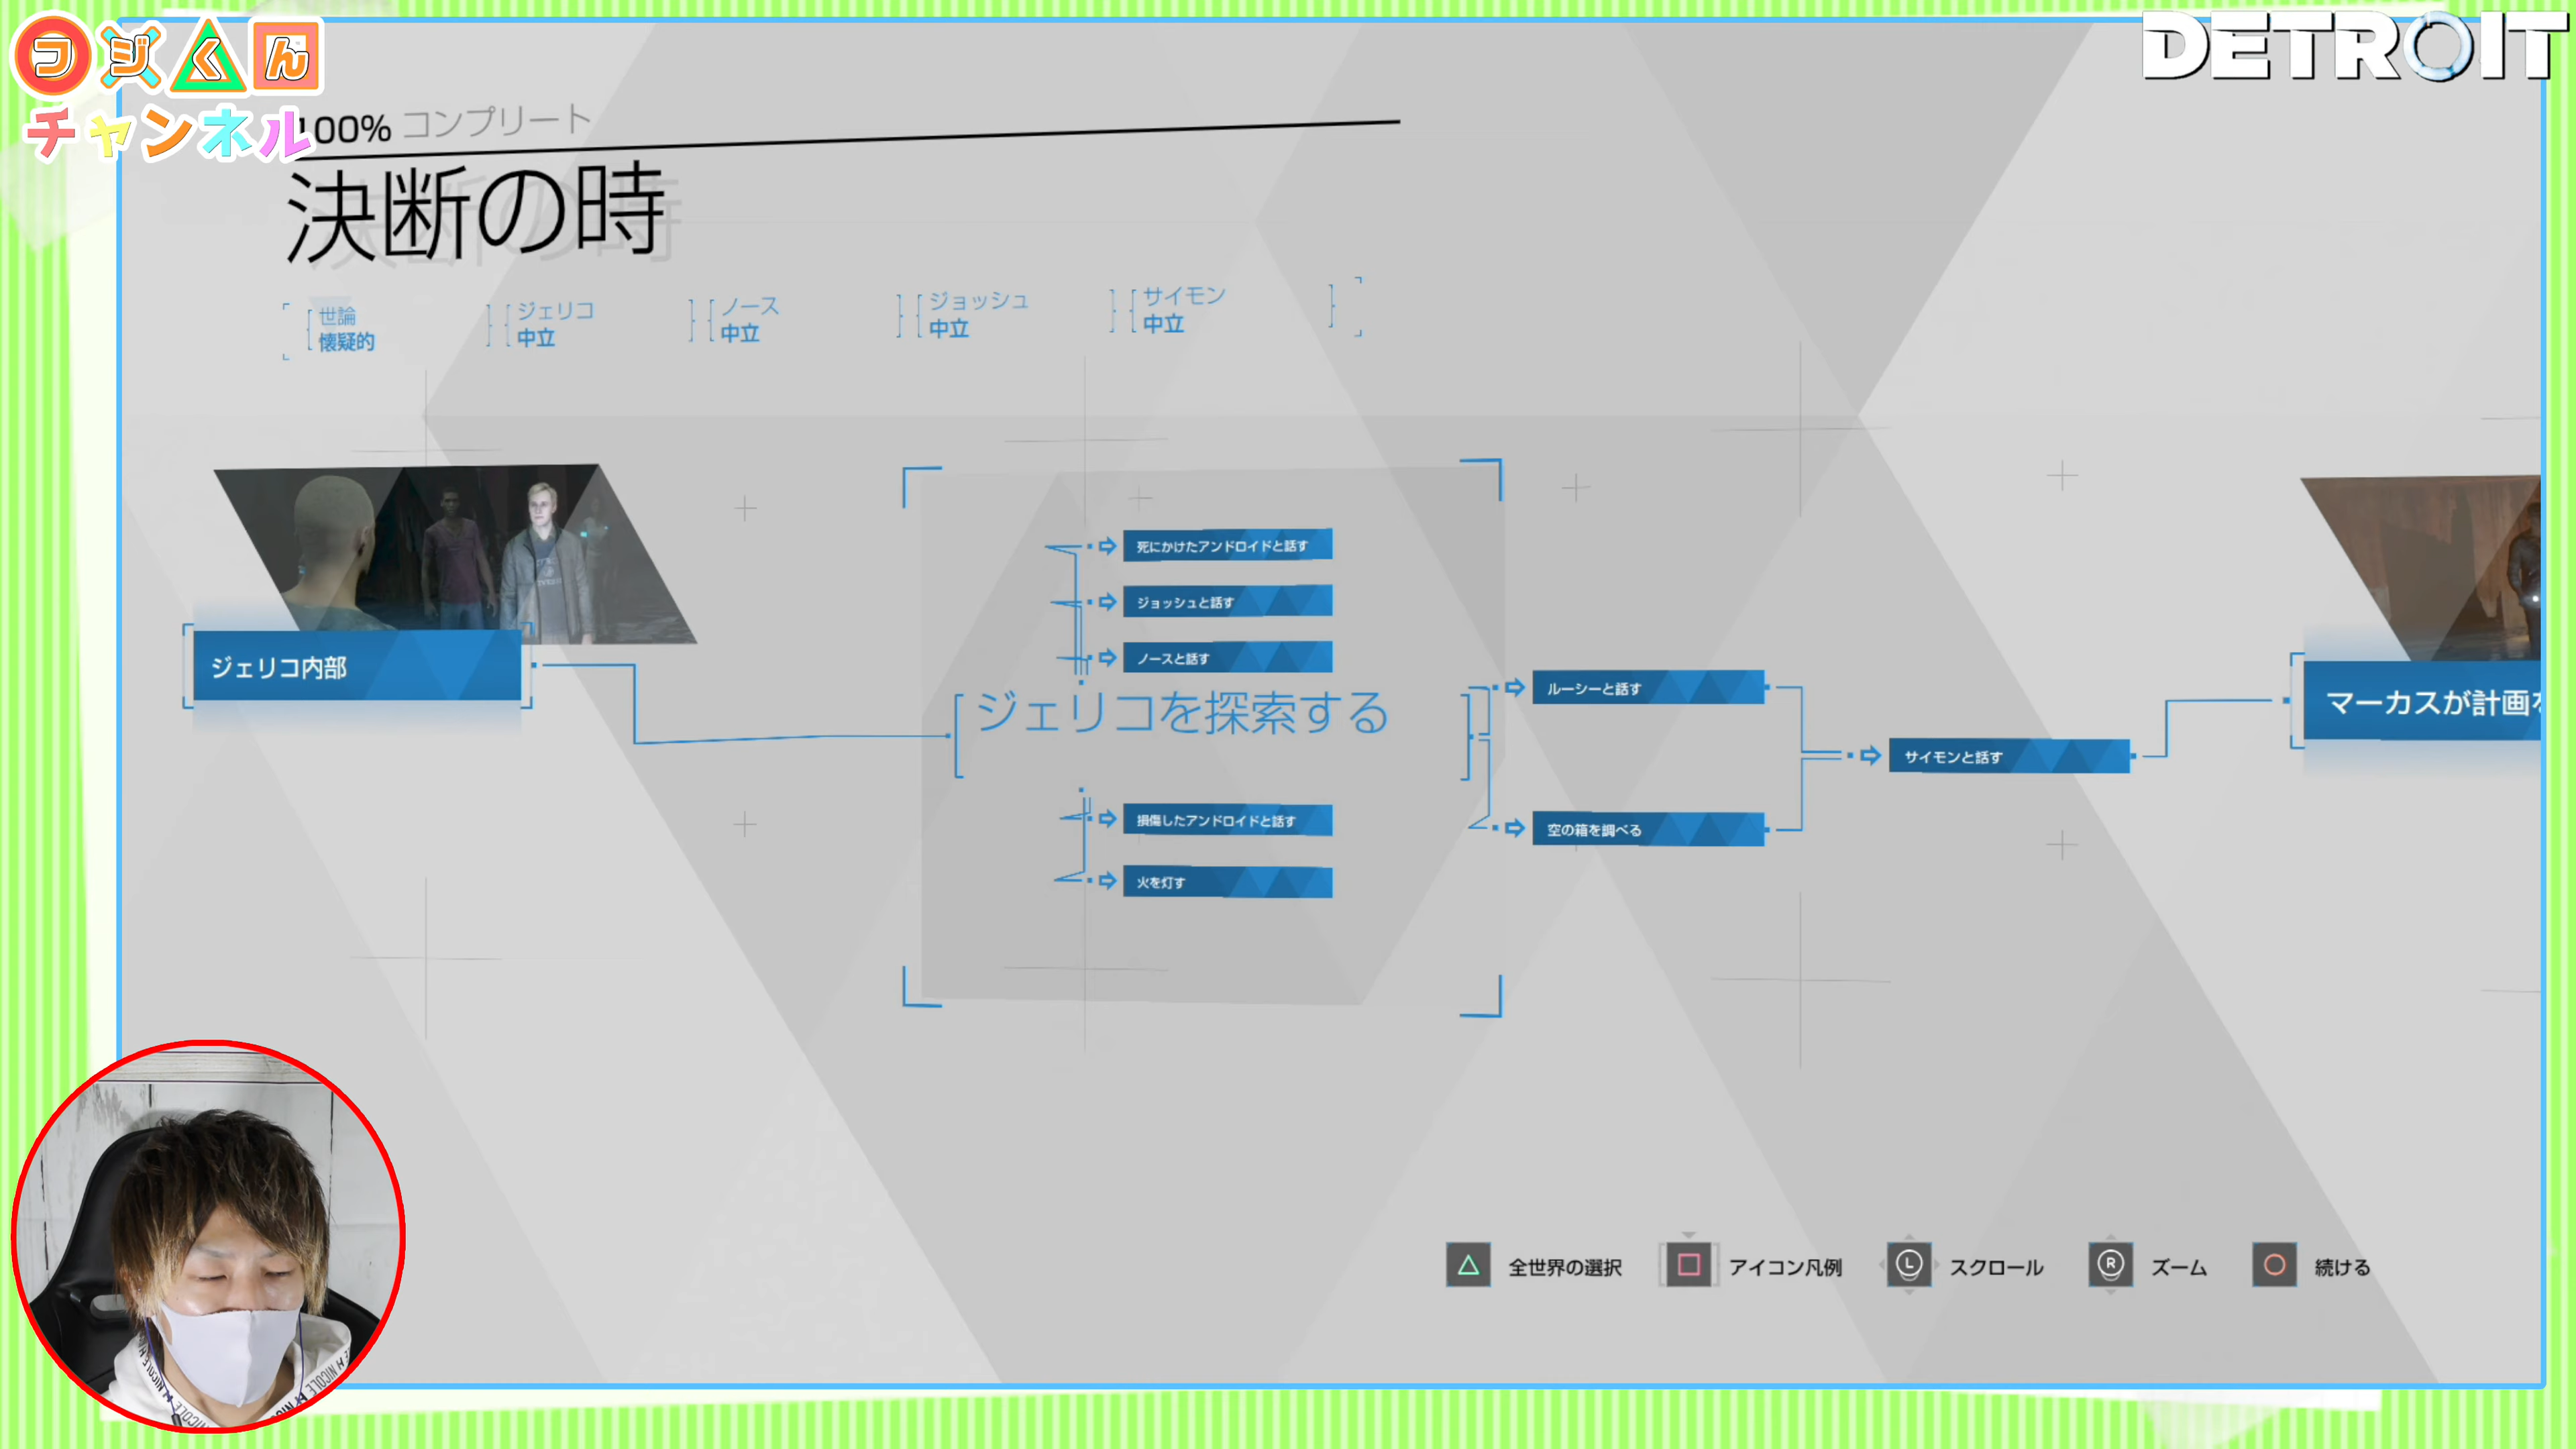 フジくん
チャンネル
DETROIT
100% コンプリート
決断の時
世論
懐疑的
ジェリコ
中立
ノース
中立
ジョッシュ
中立
サイモン
中立
ジェリコ内部
死にかけたアンドロイドと話す
ジョッシュと話す
ノースと話す
ジェリコを探索する
損傷したアンドロイドと話す
火を灯す
ルーシーと話す
空の箱を調べる
サイモンと話す
マーカスが計画を
全世界の選択
アイコン凡例
L スクロール
R ズーム
続ける
NICOLE